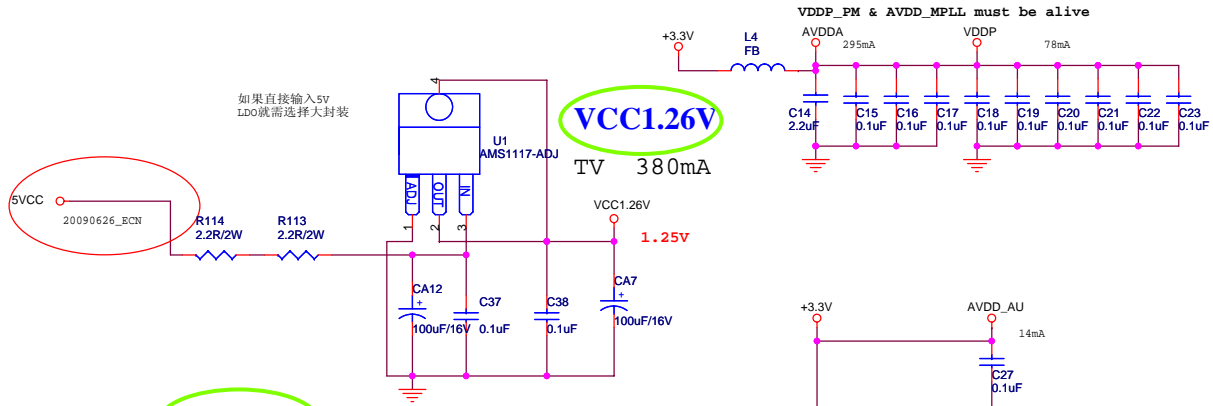 VDDP_PM & AVDD_MPLL must be alive
+3.3V
L4
FB
AVDDA
295mA
VDDP
78mA
C14
2.2uF
C15
0.1uF
C16
0.1uF
C17
0.1uF
C18
0.1uF
C19
0.1uF
C20
0.1uF
C21
0.1uF
C22
0.1uF
C23
0.1uF
如果直接输入5V
LDO就需选择大封装
4
U1
AMS1117-ADJ
ADJ
OUT
IN
1
2
3
VCC1.26V
TV 380mA
5VCC
20090626_ECN
R114
2.2R/2W
R113
2.2R/2W
VCC1.26V
1.25V
CA12
+
100uF/16V
C37
0.1uF
C38
0.1uF
CA7
+
100uF/16V
+3.3V
AVDD_AU
14mA
C27
0.1uF